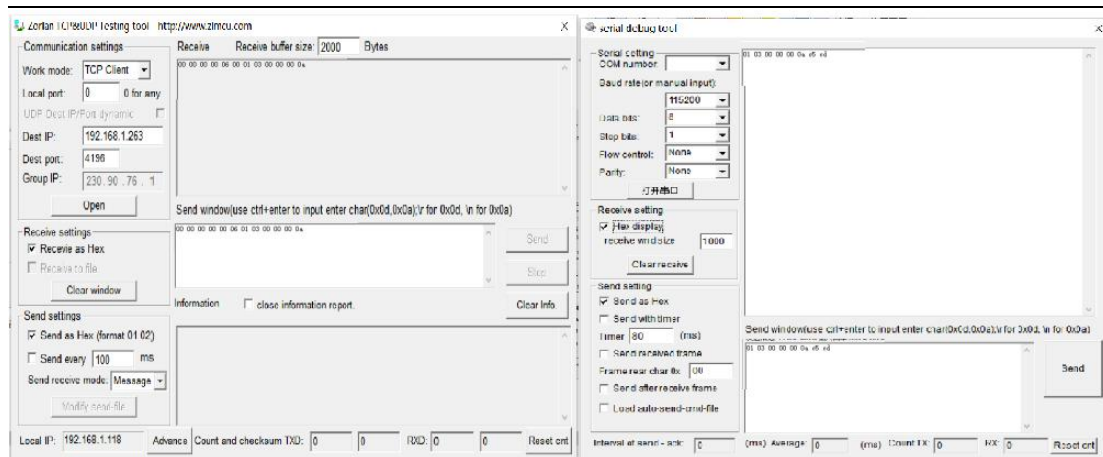 Zorlan TCP&UDP Testing tool - http://www.zlmcu.com X
Communication settings
Work mode: TCP Client
Local port: 0 0 for any
UDP Dest IP/Port dynamic
Dest IP: 192.168.1.263
Dest port: 4196
Group IP: 230 . 90 . 76 . 1
Open
Receive settings
Recevie as Hex
Receive to file
Clear window
Send settings
Send as Hex (format 01 02)
Send every 100 ms
Send receive mode: Message
Modify send-file
Receive Receive buffer size: 2000 Bytes
00 00 00 00 06 00 01 03 00 00 00 0a
Send window(use ctrl+enter to input enter char(0x0d,0x0a);\r for 0x0d, \n for 0x0a)
00 00 00 00 00 06 01 03 00 00 00 0a
Send
Stop
Information close information report.
Clear Info.
Local IP: 192.168.1.118 Advance Count and checksum TXD: 0 0 RXD: 0 0 Reset cnt
serial debug tool X
Serial setting
COM number:
Baud rate(or manual input):
115200
Data bits: 8
Stop bits: 1
Flow control: None
Parity: None
打开串口
Receive setting
Hex display
receive wnd size 1000
Clear receive
Send setting
Send as Hex
Send with timer
Timer 80 (ms)
Send received frame
Frame rear char 0x
Send after receive frame
Load auto-send-cmd-file
01 03 00 00 00 0a c5 cd
Send window(use ctrl+enter to input enter char(0x0d,0x0a);\r for 0x0d, \n for 0x0a)
01 03 00 00 00 0a c5 cd
Send
Interval of send - ack: 0 (ms) Average: 0 (ms) Count TX: 0 RX: 0 Reset cnt